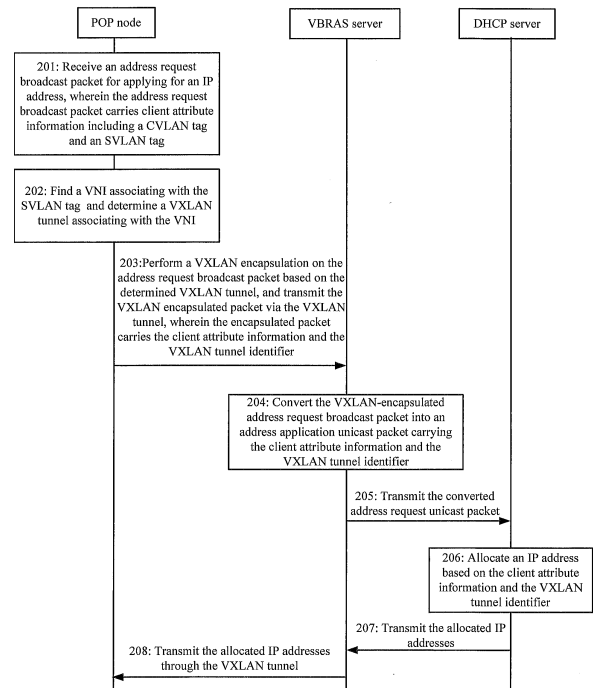 POP node
VBRAS server
DHCP server
201: Receive an address request
broadcast packet for applying for an IP
address, wherein the address request
broadcast packet carries client attribute
information including a CVLAN tag
and an SVLAN tag
202: Find a VNI associating with the
SVLAN tag and determine a VXLAN
tunnel associating with the VNI
203:Perform a VXLAN encapsulation on the
address request broadcast packet based on the
determined VXLAN tunnel, and transmit the
VXLAN encapsulated packet via the VXLAN
tunnel, wherein the encapsulated packet
carries the client attribute information and the
VXLAN tunnel identifier
204: Convert the VXLAN-encapsulated
address request broadcast packet into an
address application unicast packet carrying
the client attribute information and the
VXLAN tunnel identifier
205: Transmit the converted
address request unicast packet
206: Allocate an IP address
based on the client attribute
information and the VXLAN
tunnel identifier
207: Transmit the allocated IP
addresses
208: Transmit the allocated IP addresses
through the VXLAN tunnel